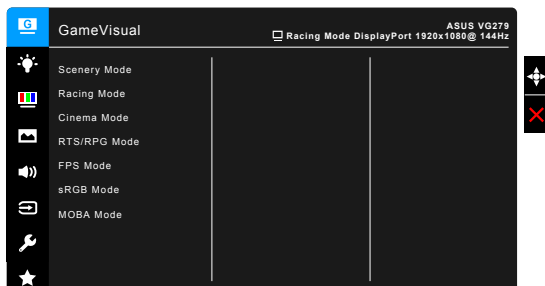 G
GameVisual
ASUS VG279
Racing Mode DisplayPort 1920x1080@ 144Hz
Scenery Mode
Racing Mode
Cinema Mode
RTS/RPG Mode
FPS Mode
sRGB Mode
MOBA Mode